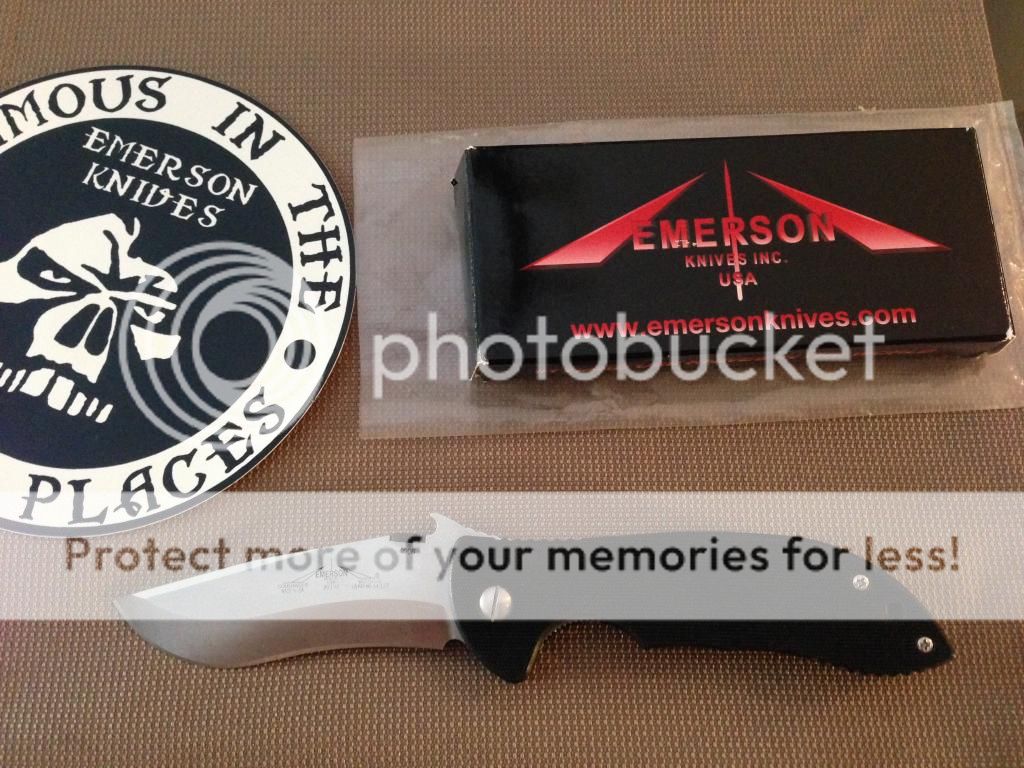 MOUS IN THE
PLACES
EMERSON
KNIVES
EMERSON
KNIVES INC.
USA
www.emersonknives.com
photobucket
Protect more of your memories for less!
EMERSON